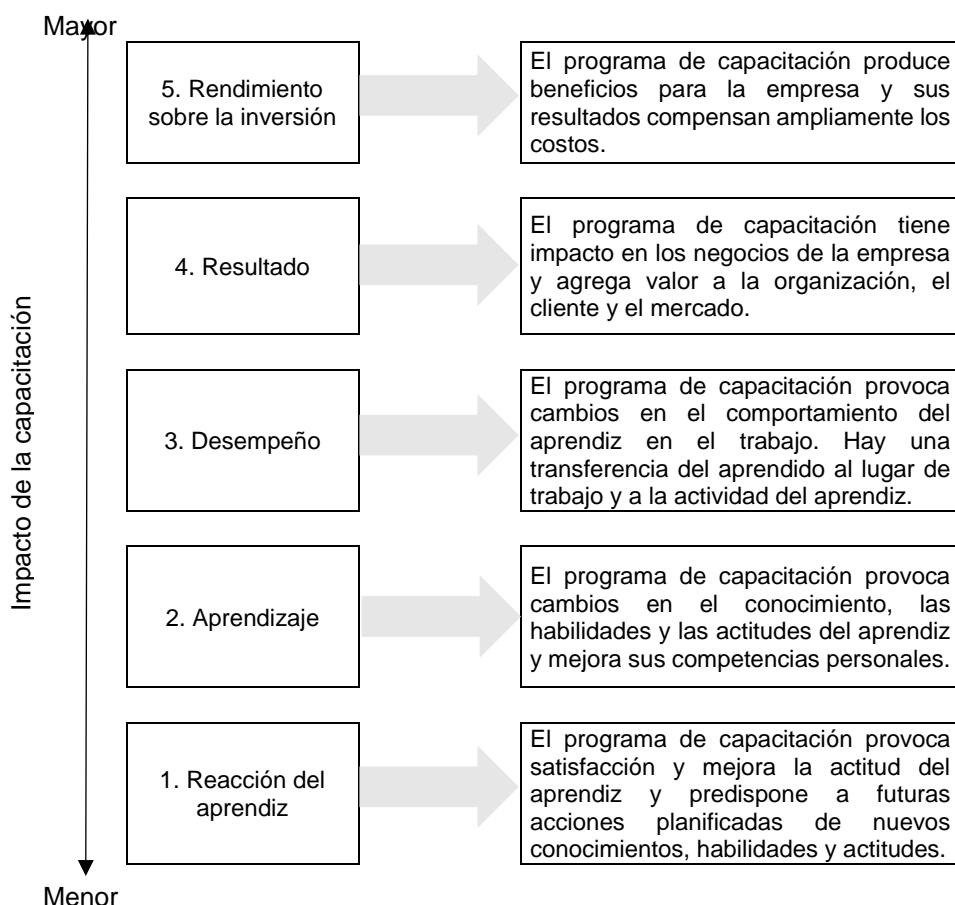 Mayor
5. Rendimiento
sobre la inversión
El programa de capacitación produce
beneficios para la empresa y sus
resultados compensan ampliamente los
costos.
4. Resultado
El programa de capacitación tiene
impacto en los negocios de la empresa
y agrega valor a la organización, el
cliente y el mercado.
Impacto de la capacitación
3. Desempeño
El programa de capacitación provoca
cambios en el comportamiento del
aprendiz en el trabajo. Hay una
transferencia del aprendido al lugar de
trabajo y a la actividad del aprendiz.
2. Aprendizaje
El programa de capacitación provoca
cambios en el conocimiento, las
habilidades y las actitudes del aprendiz
y mejora sus competencias personales.
1. Reacción del
aprendiz
El programa de capacitación provoca
satisfacción y mejora la actitud del
aprendiz y predispone a futuras
acciones planificadas de nuevos
conocimientos, habilidades y actitudes.
Menor